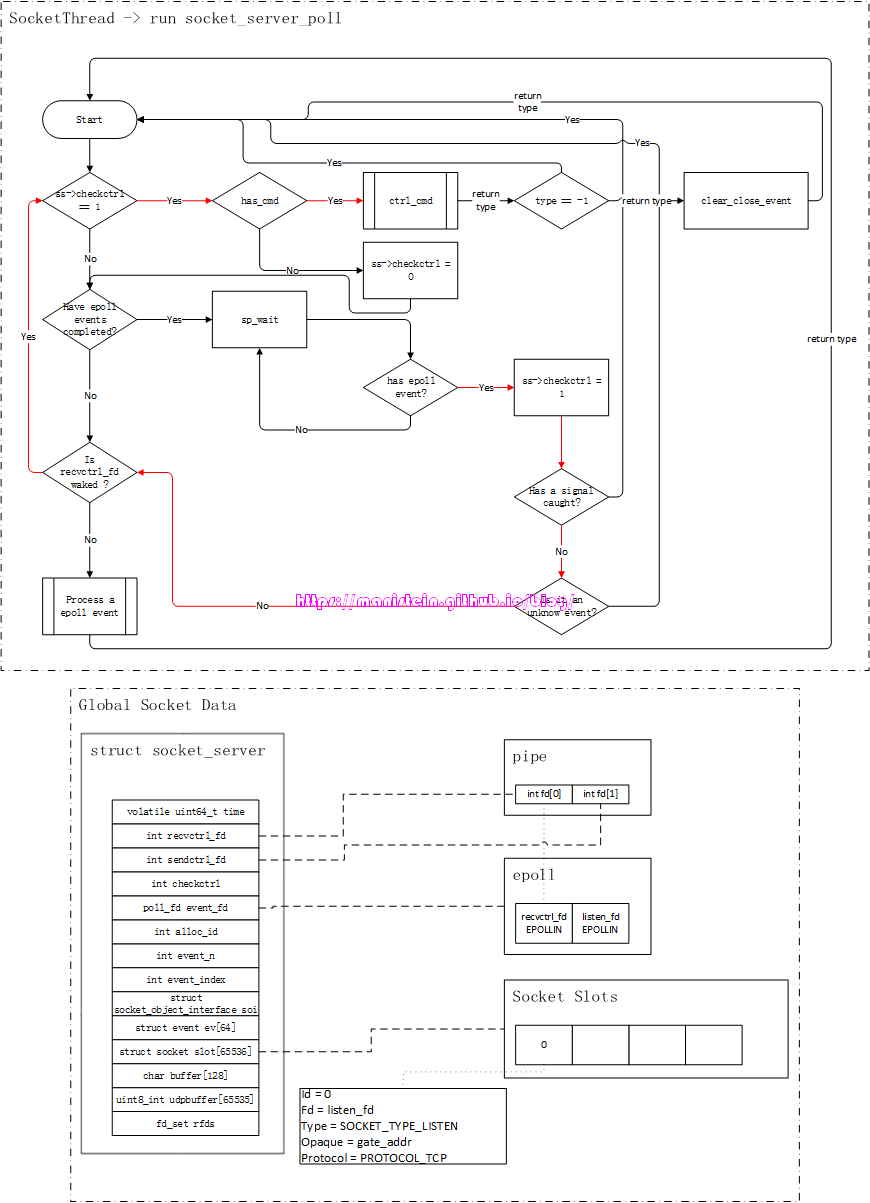 SocketThread -> run socket_server_poll
return
type
Start
Yes
Yes
Yes
ss->checkctrl
== 1
Yes
has_cmd
Yes
ctrl_cmd
return
type
type == -1
return type
clear_close_event
No
No
ss->checkctrl =
0
Have epoll
events
completed?
Yes
sp_wait
Yes
return type
has epoll
event?
Yes
ss->checkctrl =
1
No
No
Is
recvctrl_fd
waked ?
Has a signal
caught?
No
No
Process a
epoll event
No
https://manistein.github.io/blog/
Is it an
unknow event?
Global Socket Data
struct socket_server
volatile uint64_t time
int recvctrl_fd
int sendctrl_fd
int checkctrl
poll_fd event_fd
int alloc_id
int event_n
int event_index
struct
socket_object_interface soi
struct event ev[64]
struct socket slot[65536]
char buffer[128]
uint8_int udpbuffer[65535]
fd_set rfds
pipe
int fd[0]
int fd[1]
epoll
recvctrl_fd
EPOLLIN
listen_fd
EPOLLIN
Socket Slots
0
Id = 0
Fd = listen_fd
Type = SOCKET_TYPE_LISTEN
Opaque = gate_addr
Protocol = PROTOCOL_TCP